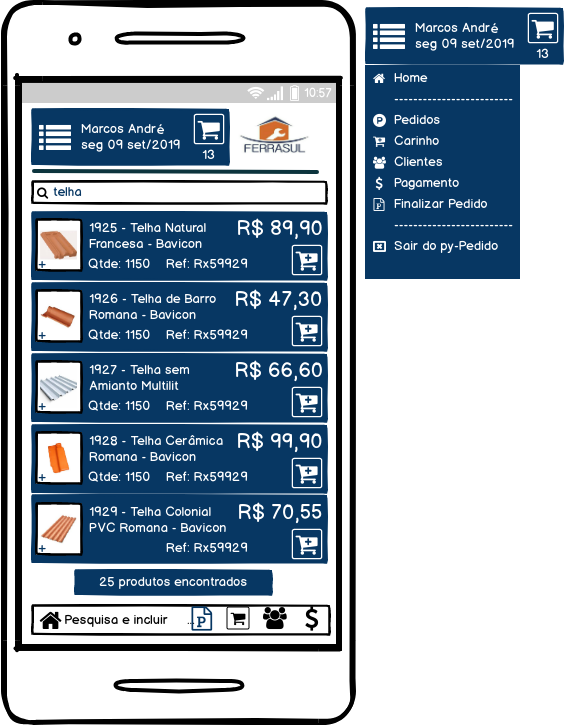 10:57
Marcos André
seg 09 set/2019
13
FERRASUL
telha
1925 - Telha Natural
Francesa - Bavicon
R$ 89,90
Qtde: 1150 Ref: Rx59929
1926 - Telha de Barro
Romana - Bavicon
R$ 47,30
Qtde: 1150 Ref: Rx59929
1927 - Telha sem
Amianto Multilit
R$ 66,60
Qtde: 1150 Ref: Rx59929
1928 - Telha Cerâmica
Romana - Bavicon
R$ 99,90
Qtde: 1150 Ref: Rx59929
1929 - Telha Colonial
PVC Romana - Bavicon
R$ 70,55
Ref: Rx59929
25 produtos encontrados
Pesquisa e incluir ...
Marcos André
seg 09 set/2019
13
Home
Pedidos
Carinho
Clientes
Pagamento
Finalizar Pedido
Sair do py-Pedido